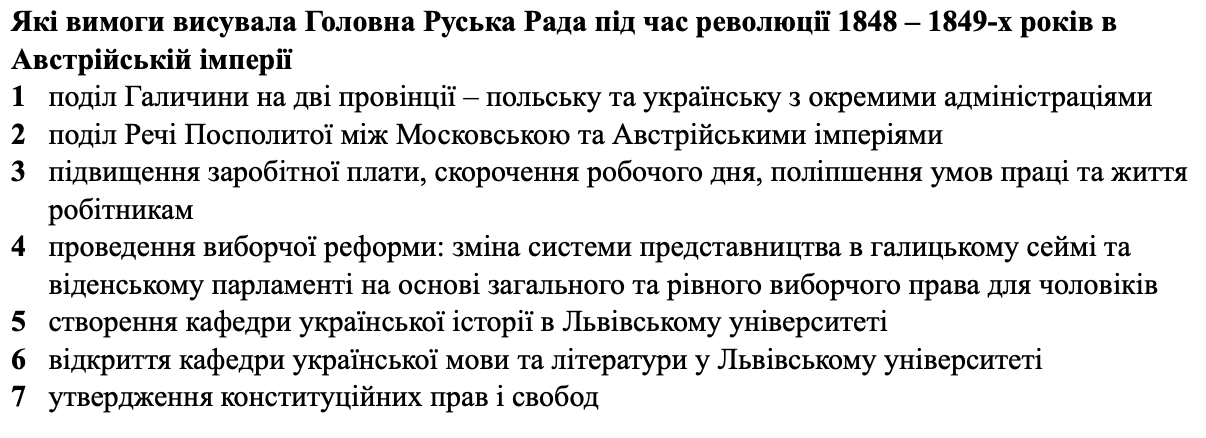 Які вимоги висувала Головна Руська Рада під час революції 1848 – 1849-х років в
Австрійській імперії
1 поділ Галичини на дві провінції – польську та українську з окремими адміністраціями
2 поділ Речі Посполитої між Московською та Австрійськими імперіями
3 підвищення заробітної плати, скорочення робочого дня, поліпшення умов праці та життя
робітникам
4 проведення виборчої реформи: зміна системи представництва в галицькому сеймі та
віденському парламенті на основі загального та рівного виборчого права для чоловіків
5 створення кафедри української історії в Львівському університеті
6 відкриття кафедри української мови та літератури у Львівському університеті
7 утвердження конституційних прав і свобод